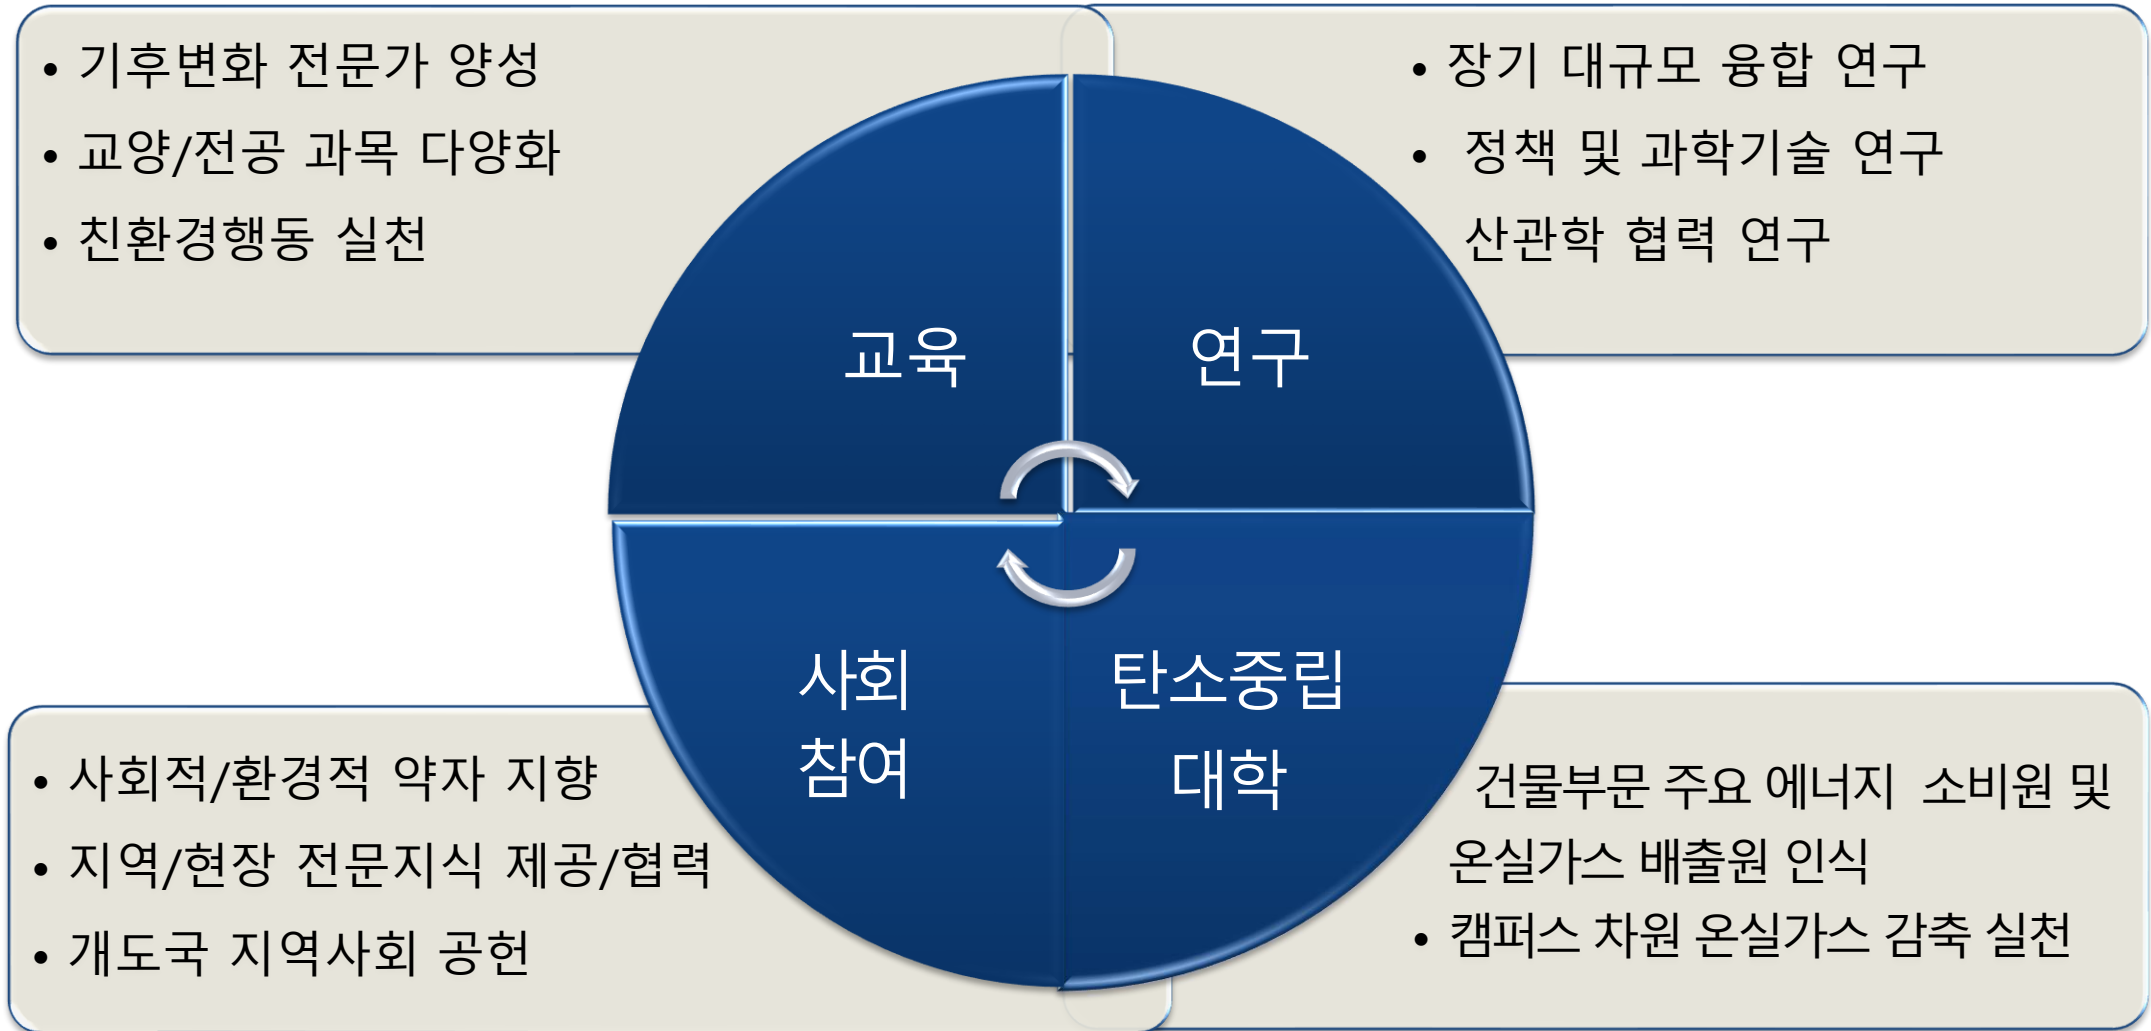 • 기후변화 전문가 양성
• 교양/전공 과목 다양화
• 친환경행동 실천
• 장기 대규모 융합 연구
• 정책 및 과학기술 연구
산관학 협력 연구
교육
연구
사회
참여
탄소중립
대학
• 사회적/환경적 약자 지향
• 지역/현장 전문지식 제공/협력
• 개도국 지역사회 공헌
건물부문 주요 에너지 소비원 및
온실가스 배출원 인식
• 캠퍼스 차원 온실가스 감축 실천